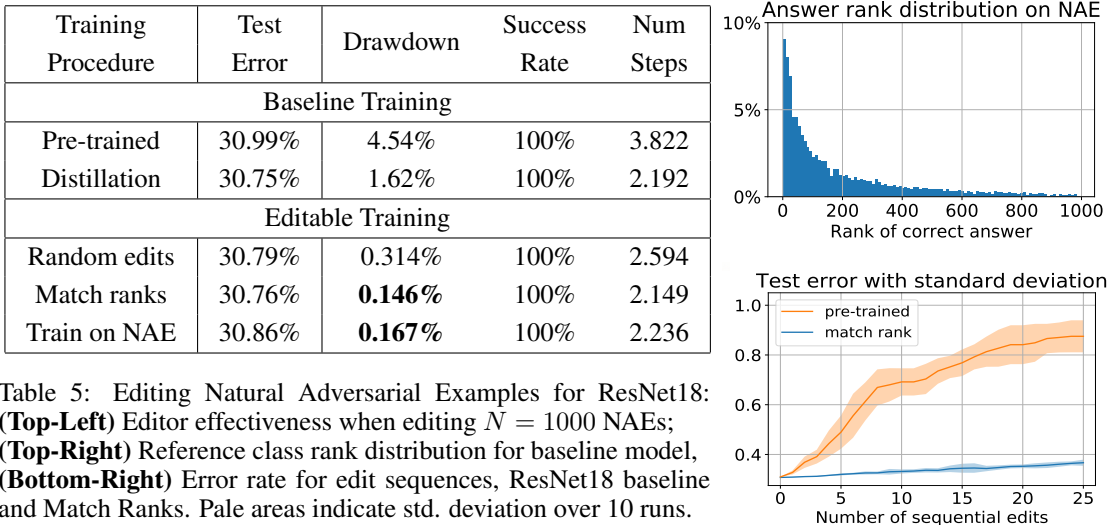 Training Test Drawdown Success Num
Procedure Error Rate Steps
Baseline Training
Pre-trained 30.99% 4.54% 100% 3.822
Distillation 30.75% 1.62% 100% 2.192
Editable Training
Random edits 30.79% 0.314% 100% 2.594
Match ranks 30.76% 0.146% 100% 2.149
Train on NAE 30.86% 0.167% 100% 2.236
Table 5: Editing Natural Adversarial Examples for ResNet18:
(Top-Left) Editor effectiveness when editing N = 1000 NAEs;
(Top-Right) Reference class rank distribution for baseline model,
(Bottom-Right) Error rate for edit sequences, ResNet18 baseline
and Match Ranks. Pale areas indicate std. deviation over 10 runs.
Answer rank distribution on NAE
10%
5%
0%
0 200 400 600 800 1000
Rank of correct answer
Test error with standard deviation
1.0
0.8
0.6
0.4
pre-trained
match rank
0 5 10 15 20 25
Number of sequential edits